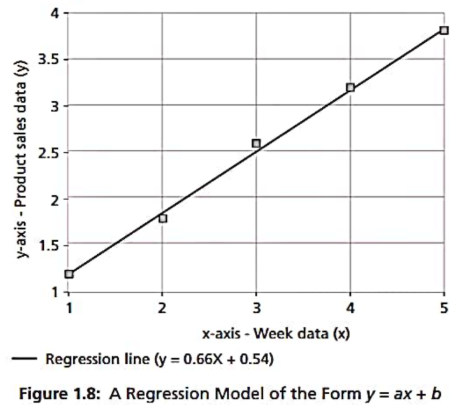 4
3.5
3
2.5
2
1.5
1
y-axis - Product sales data (y)
1 2 3 4 5
x-axis - Week data (x)
Regression line (y = 0.66X + 0.54)
Figure 1.8: A Regression Model of the Form y = ax + b